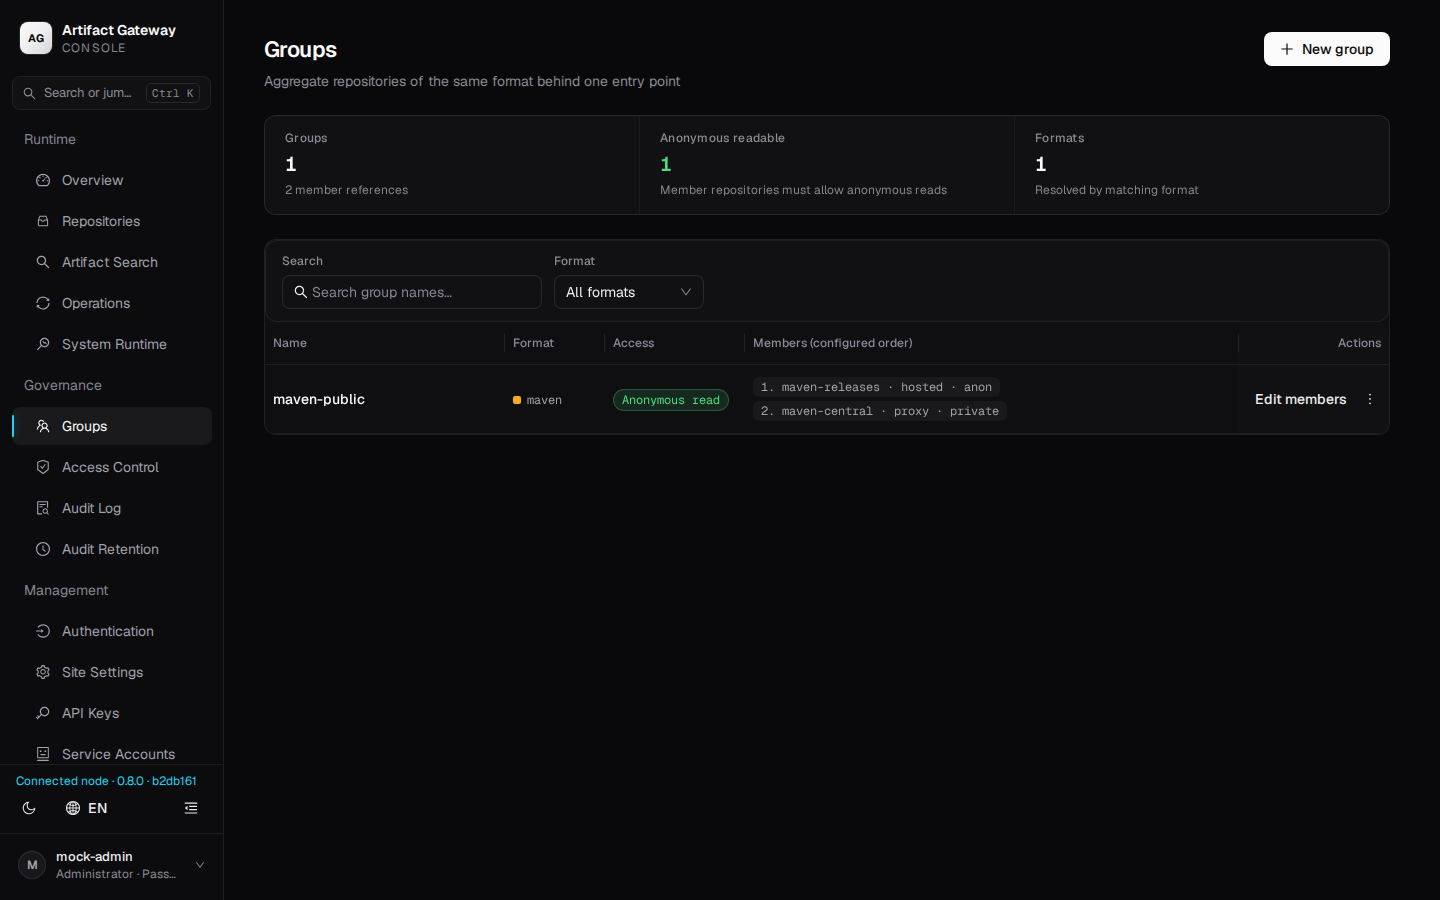 AG
Artifact Gateway
CONSOLE
Search or jum...
Ctrl K
Runtime
Overview
Repositories
Artifact Search
Operations
System Runtime
Governance
Groups
Access Control
Audit Log
Audit Retention
Management
Authentication
Site Settings
API Keys
Service Accounts
Connected node · 0.8.0 · b2db161
EN
M
mock-admin
Administrator · Pass...
Groups
Aggregate repositories of the same format behind one entry point
New group
Groups
1
2 member references
Anonymous readable
1
Member repositories must allow anonymous reads
Formats
1
Resolved by matching format
Search
Search group names...
Format
All formats
Name
Format
Access
Members (configured order)
Actions
maven-public
maven
Anonymous read
1. maven-releases · hosted · anon
2. maven-central · proxy · private
Edit members